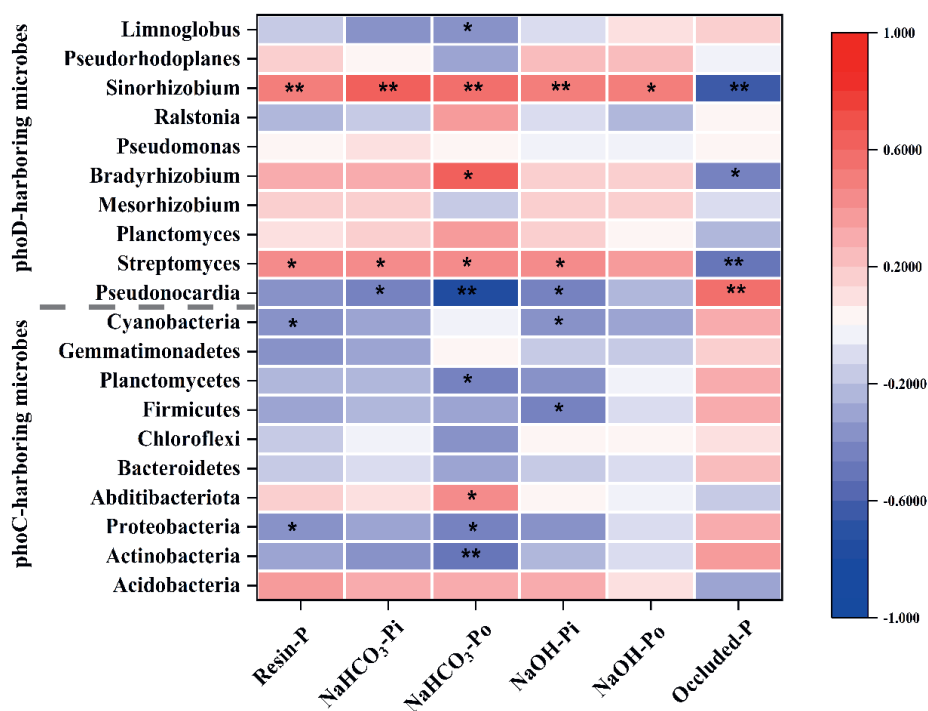 phoD-harboring microbes
phoC-harboring microbes
Limnoglobus *
Pseudorhodoplanes
Sinorhizobium ** ** ** ** * **
Ralstonia
Pseudomonas
Bradyrhizobium * *
Mesorhizobium
Planctomyces
Streptomyces * * * * **
Pseudonocardia * ** * **
Cyanobacteria * *
Gemmatimonadetes
Planctomycetes *
Firmicutes *
Chloroflexi
Bacteroidetes
Abditibacteriota *
Proteobacteria * *
Actinobacteria **
Acidobacteria
Resin-P
NaHCO₃-Pi
NaHCO₃-Po
NaOH-Pi
NaOH-Po
Occluded-P
1.000
0.6000
0.2000
-0.2000
-0.6000
-1.000